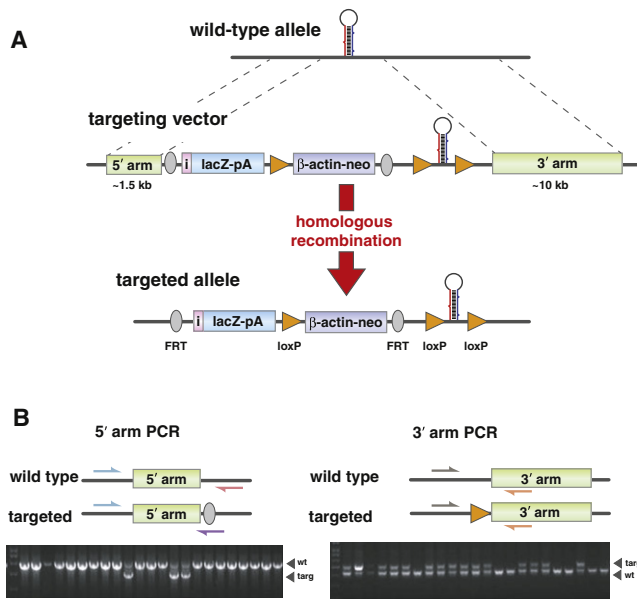 A
wild-type allele
targeting vector
5′ arm
i
lacZ-pA
β-actin-neo
3′ arm
~1.5 kb
~10 kb
homologous
recombination
targeted allele
i
lacZ-pA
β-actin-neo
FRT
loxP
FRT
loxP
loxP
B
5′ arm PCR
3′ arm PCR
wild type
5′ arm
wild type
3′ arm
targeted
5′ arm
targeted
3′ arm
wt
targ
wt